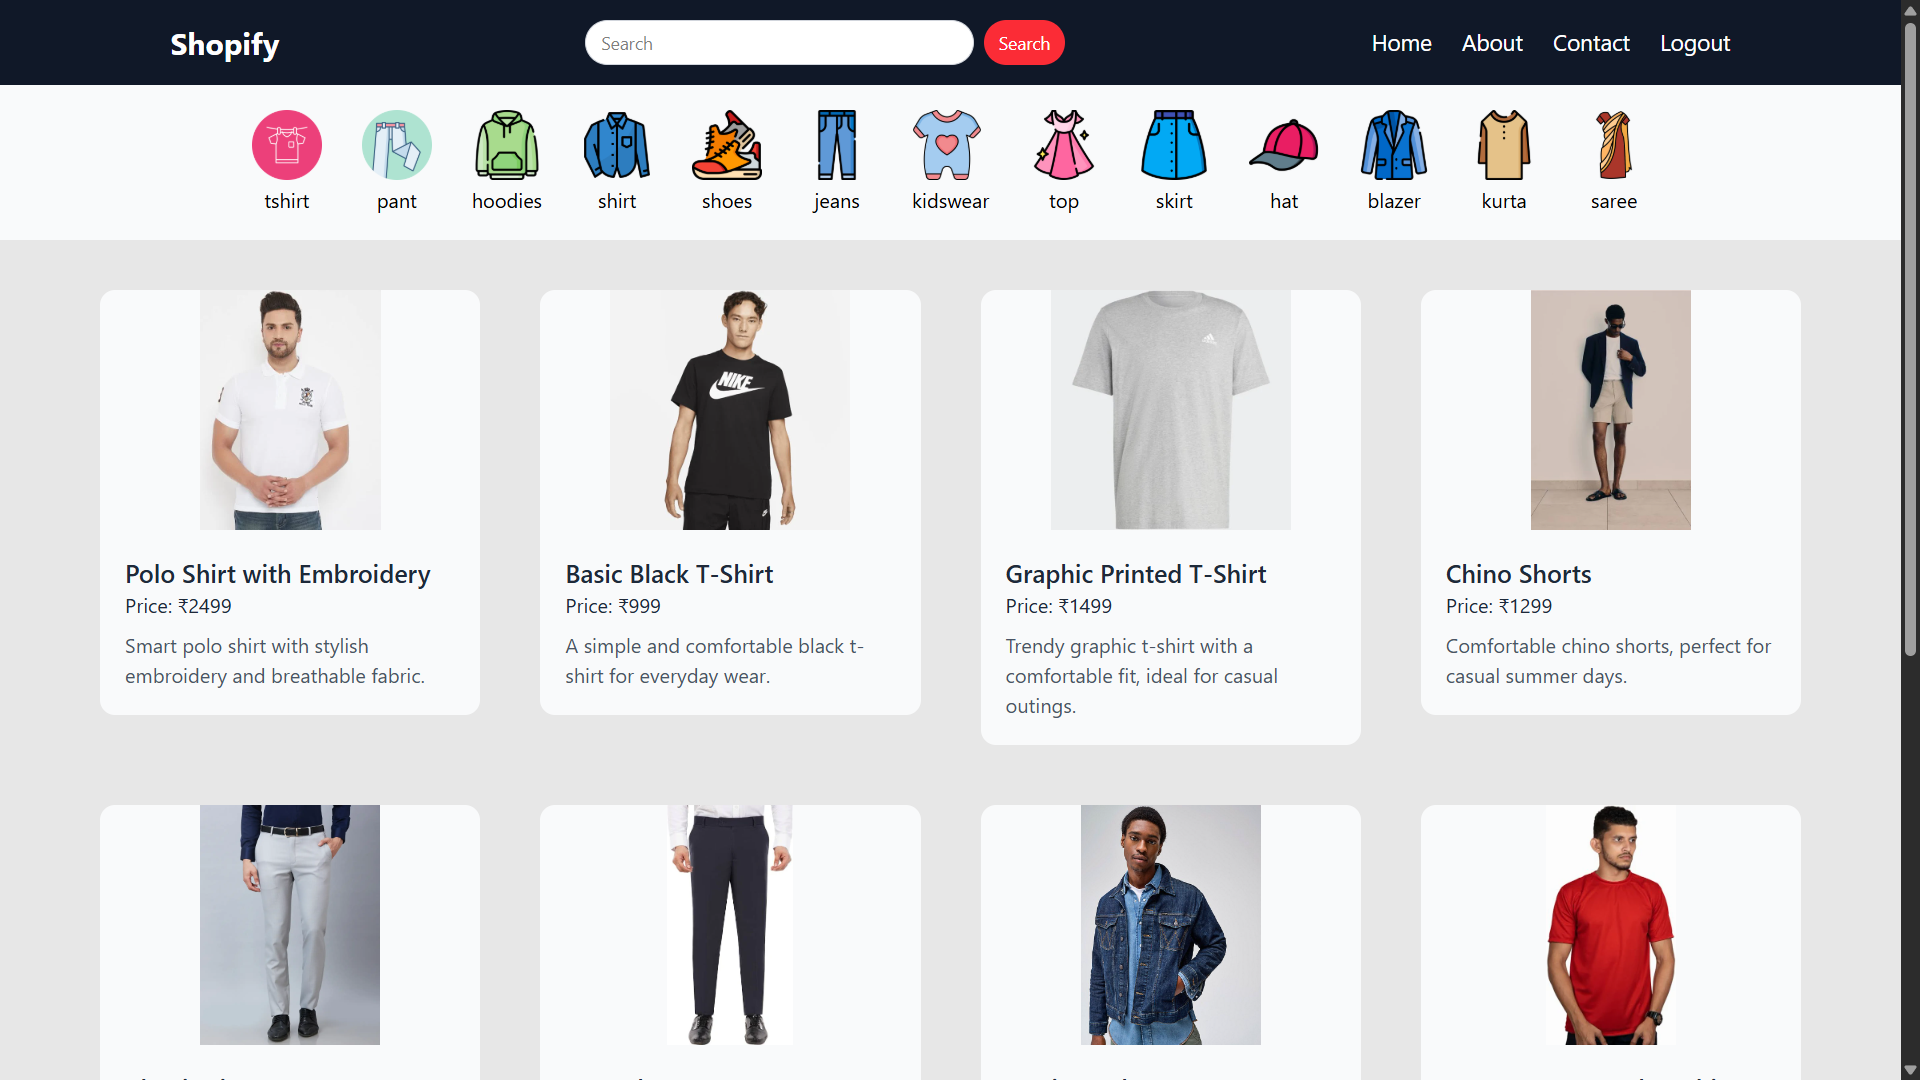 Shopify
Search
Search
Home
About
Contact
Logout
tshirt
pant
hoodies
shirt
shoes
jeans
kidswear
top
skirt
hat
blazer
kurta
saree
NIKE
Polo Shirt with Embroidery
Price: ₹2499
Smart polo shirt with stylish
embroidery and breathable fabric.
Basic Black T-Shirt
Price: ₹999
A simple and comfortable black t-
shirt for everyday wear.
Graphic Printed T-Shirt
Price: ₹1499
Trendy graphic t-shirt with a
comfortable fit, ideal for casual
outings.
Chino Shorts
Price: ₹1299
Comfortable chino shorts, perfect for
casual summer days.